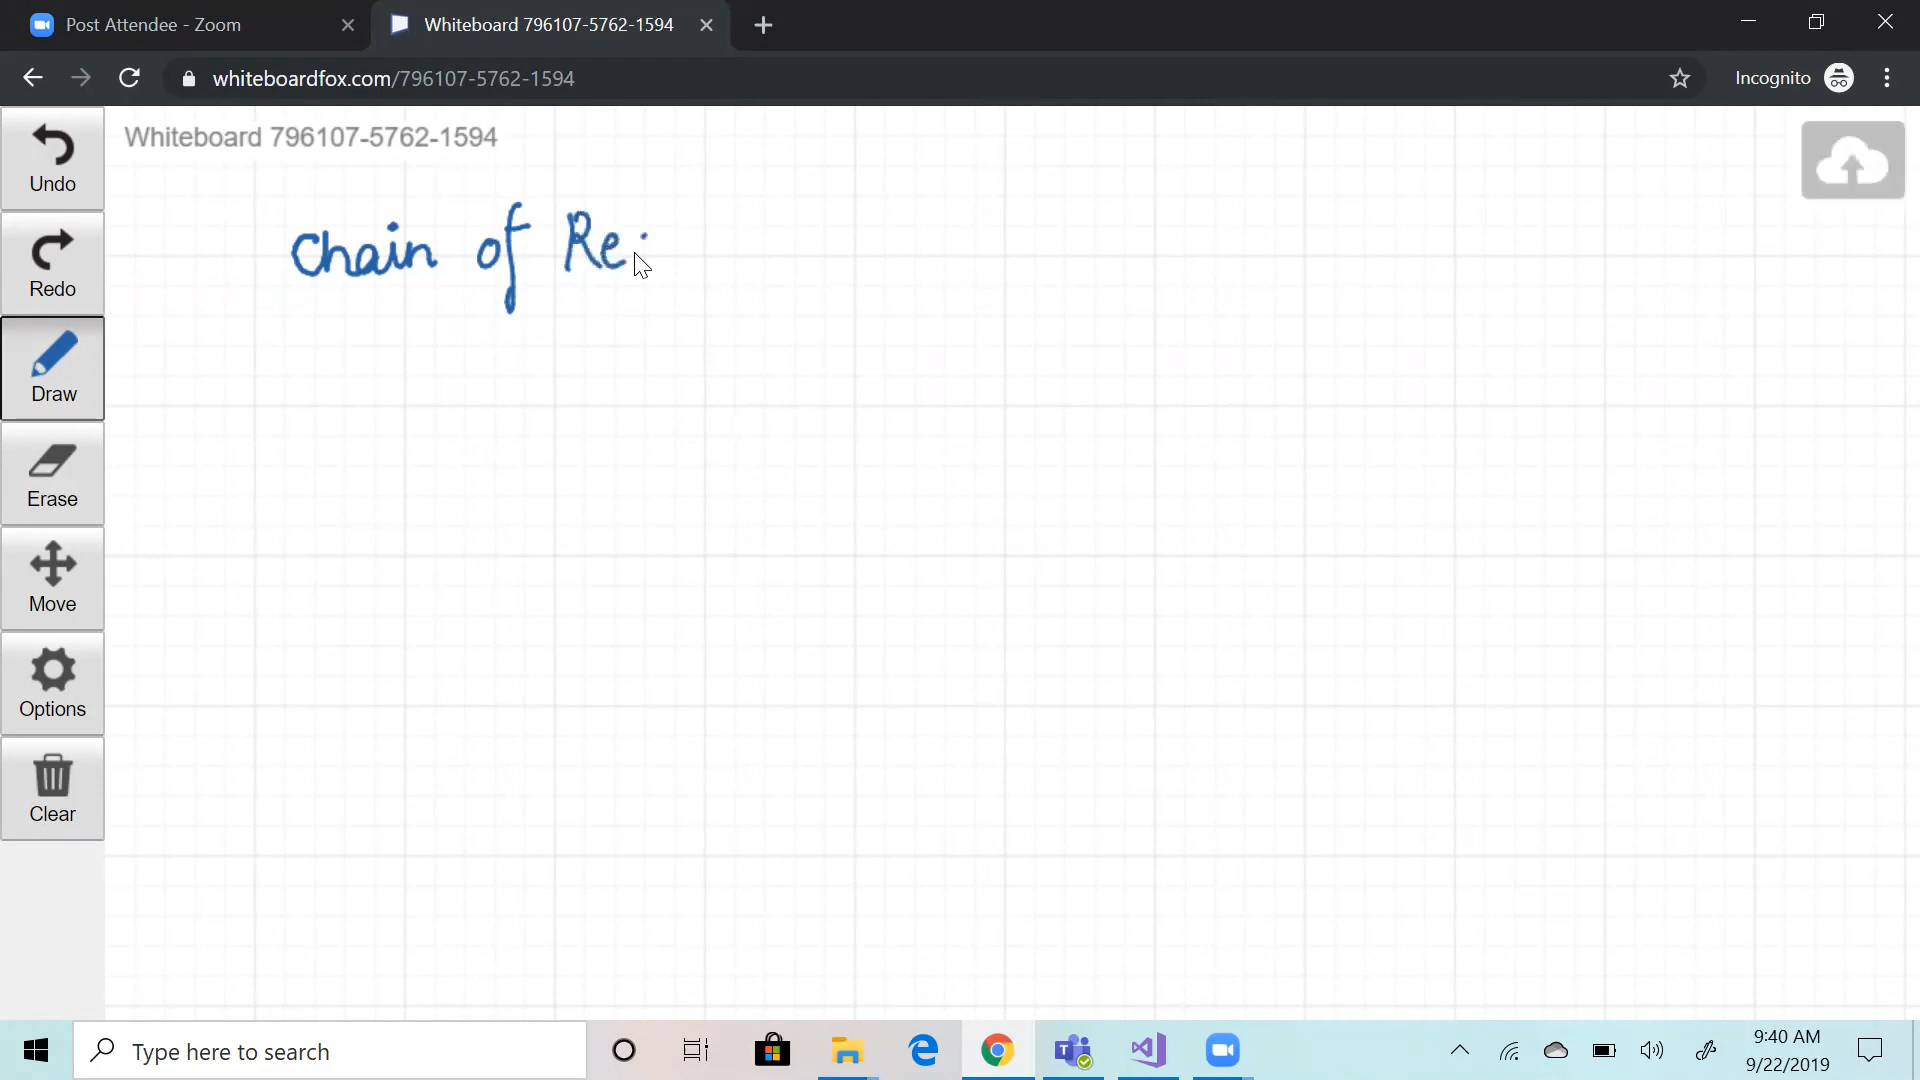 Post Attendee - Zoom
Whiteboard 796107-5762-1594
whiteboardfox.com/796107-5762-1594
Incognito
Whiteboard 796107-5762-1594
Undo
Redo
Draw
Erase
Move
Options
Clear
Chain of Re
Type here to search
9:40 AM
9/22/2019